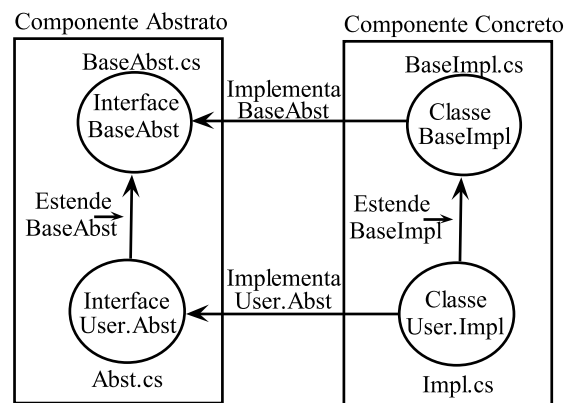 Componente Abstrato
Componente Concreto
BaseAbst.cs
Interface
BaseAbst
Implementa
BaseAbst
BaseImpl.cs
Classe
BaseImpl
Estende
BaseAbst
Estende
BaseImpl
Interface
User.Abst
Abst.cs
Implementa
User.Abst
Classe
User.Impl
Impl.cs